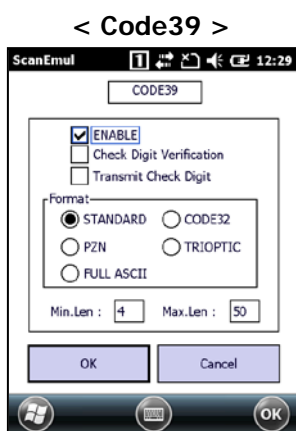 < Code39 >
ScanEmul 1 12:29
CODE39
ENABLE
Check Digit Verification
Transmit Check Digit
Format
STANDARD CODE32
PZN TRIOPTIC
FULL ASCII
Min.Len : 4 Max.Len : 50
OK Cancel
OK